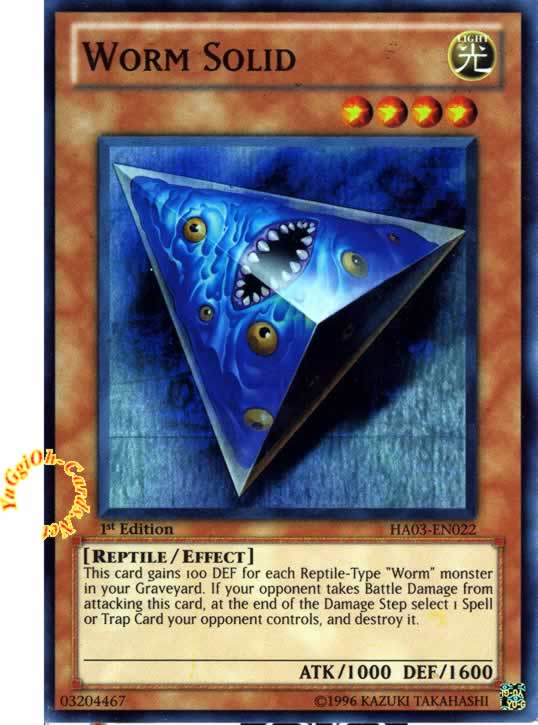 WORM SOLID
LIGHT
光
YuGgiOh-Cards.Net
1st Edition
HA03-EN022
[REPTILE/EFFECT]
This card gains 100 DEF for each Reptile-Type "Worm" monster
in your Graveyard. If your opponent takes Battle Damage from
attacking this card, at the end of the Damage Step select 1 Spell
or Trap Card your opponent controls, and destroy it.
ATK/1000 DEF/1600
03204467
©1996 KAZUKI TAKAHASHI